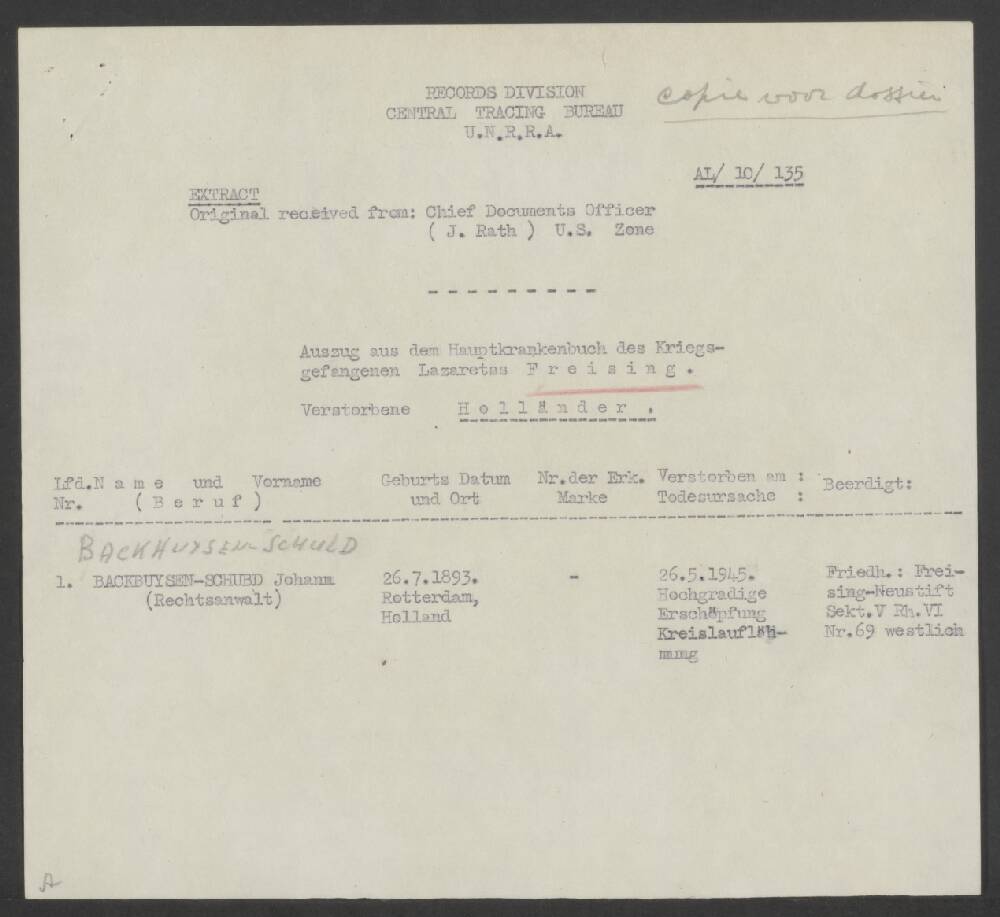 RECORDS DIVISION
CENTRAL TRACING BUREAU
U.N.R.R.A.
copie voor dossier
AL/ 10/ 135
EXTRACT
Original received from: Chief Documents Officer
( J. Rath ) U.S. Zone
- - - - - - - - -
Auszug aus dem Hauptkrankenbuch des Kriegs-
gefangenen Lazaretss F r e i s i n g .
Verstorbene H o l l ä n d e r .
Lfd. N a m e und Vorname Geburts Datum Nr. der Erk. Verstorben am : Beerdigt:
Nr. ( B e r u f ) und Ort Marke Todesursache :
BACKHUYSEN-SCHULD
1. BACKBUYSEN-SCHUBD Johann 26.7.1893. - 26.5.1945. Friedh.: Frei-
(Rechtsanwalt) Rotterdam, Hochgradige sing-Neustift
Holland Erschöpfung Sekt.V Rh.VI
Kreislaufläh- Nr.69 westlich
mung
A